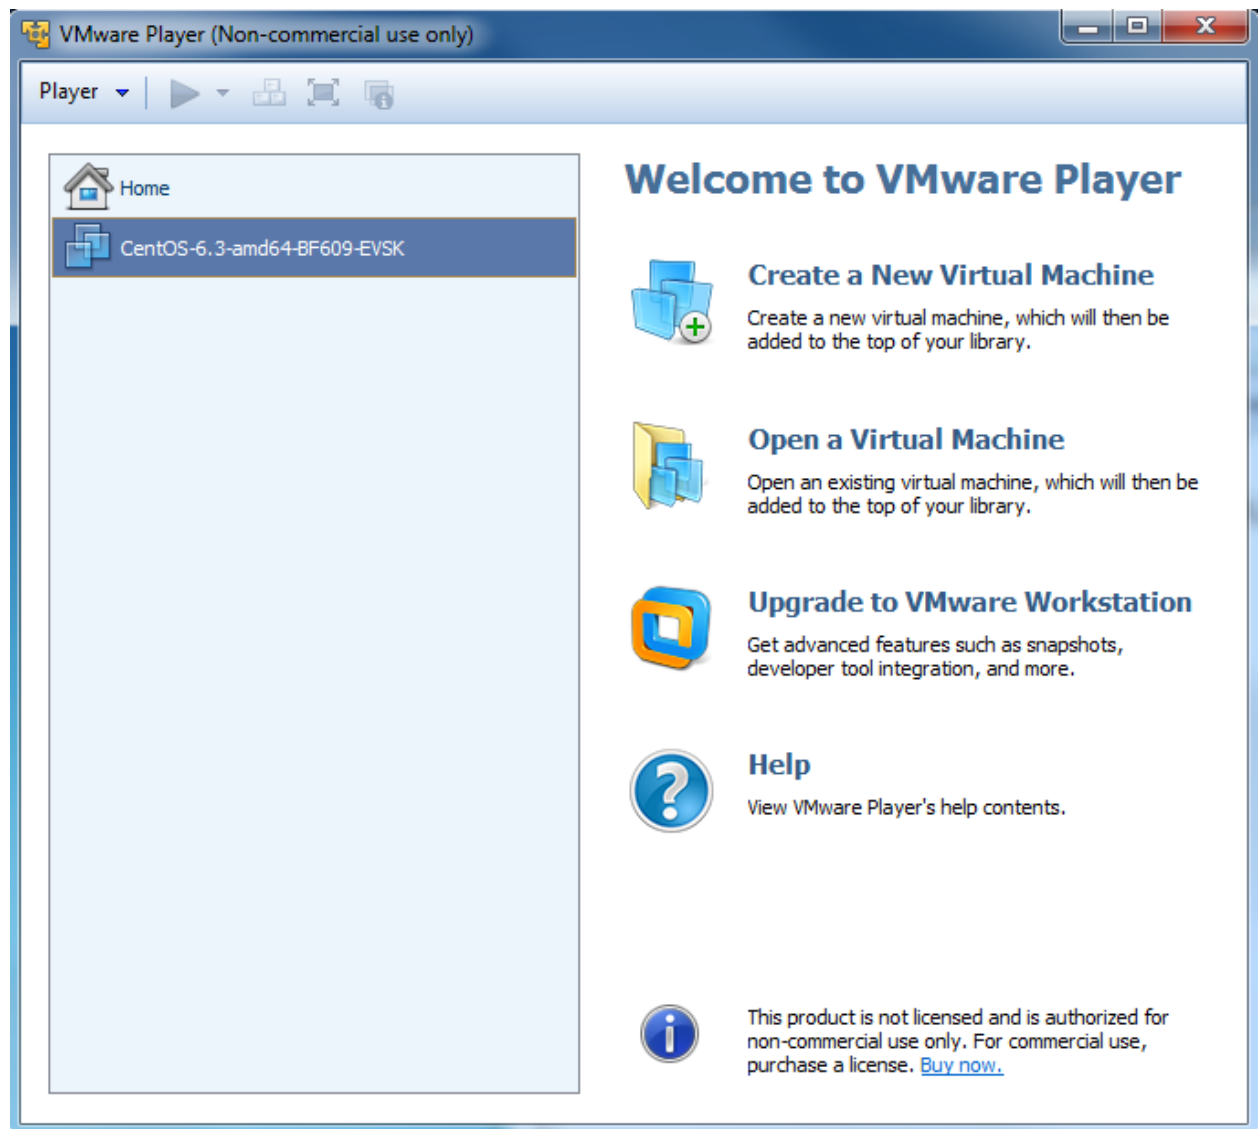 VMware Player (Non-commercial use only)
Player
Home
CentOS-6.3-amd64-BF609-EVSK
Welcome to VMware Player
Create a New Virtual Machine
Create a new virtual machine, which will then be
added to the top of your library.
Open a Virtual Machine
Open an existing virtual machine, which will then be
added to the top of your library.
Upgrade to VMware Workstation
Get advanced features such as snapshots,
developer tool integration, and more.
Help
View VMware Player's help contents.
This product is not licensed and is authorized for
non-commercial use only. For commercial use,
purchase a license. Buy now.